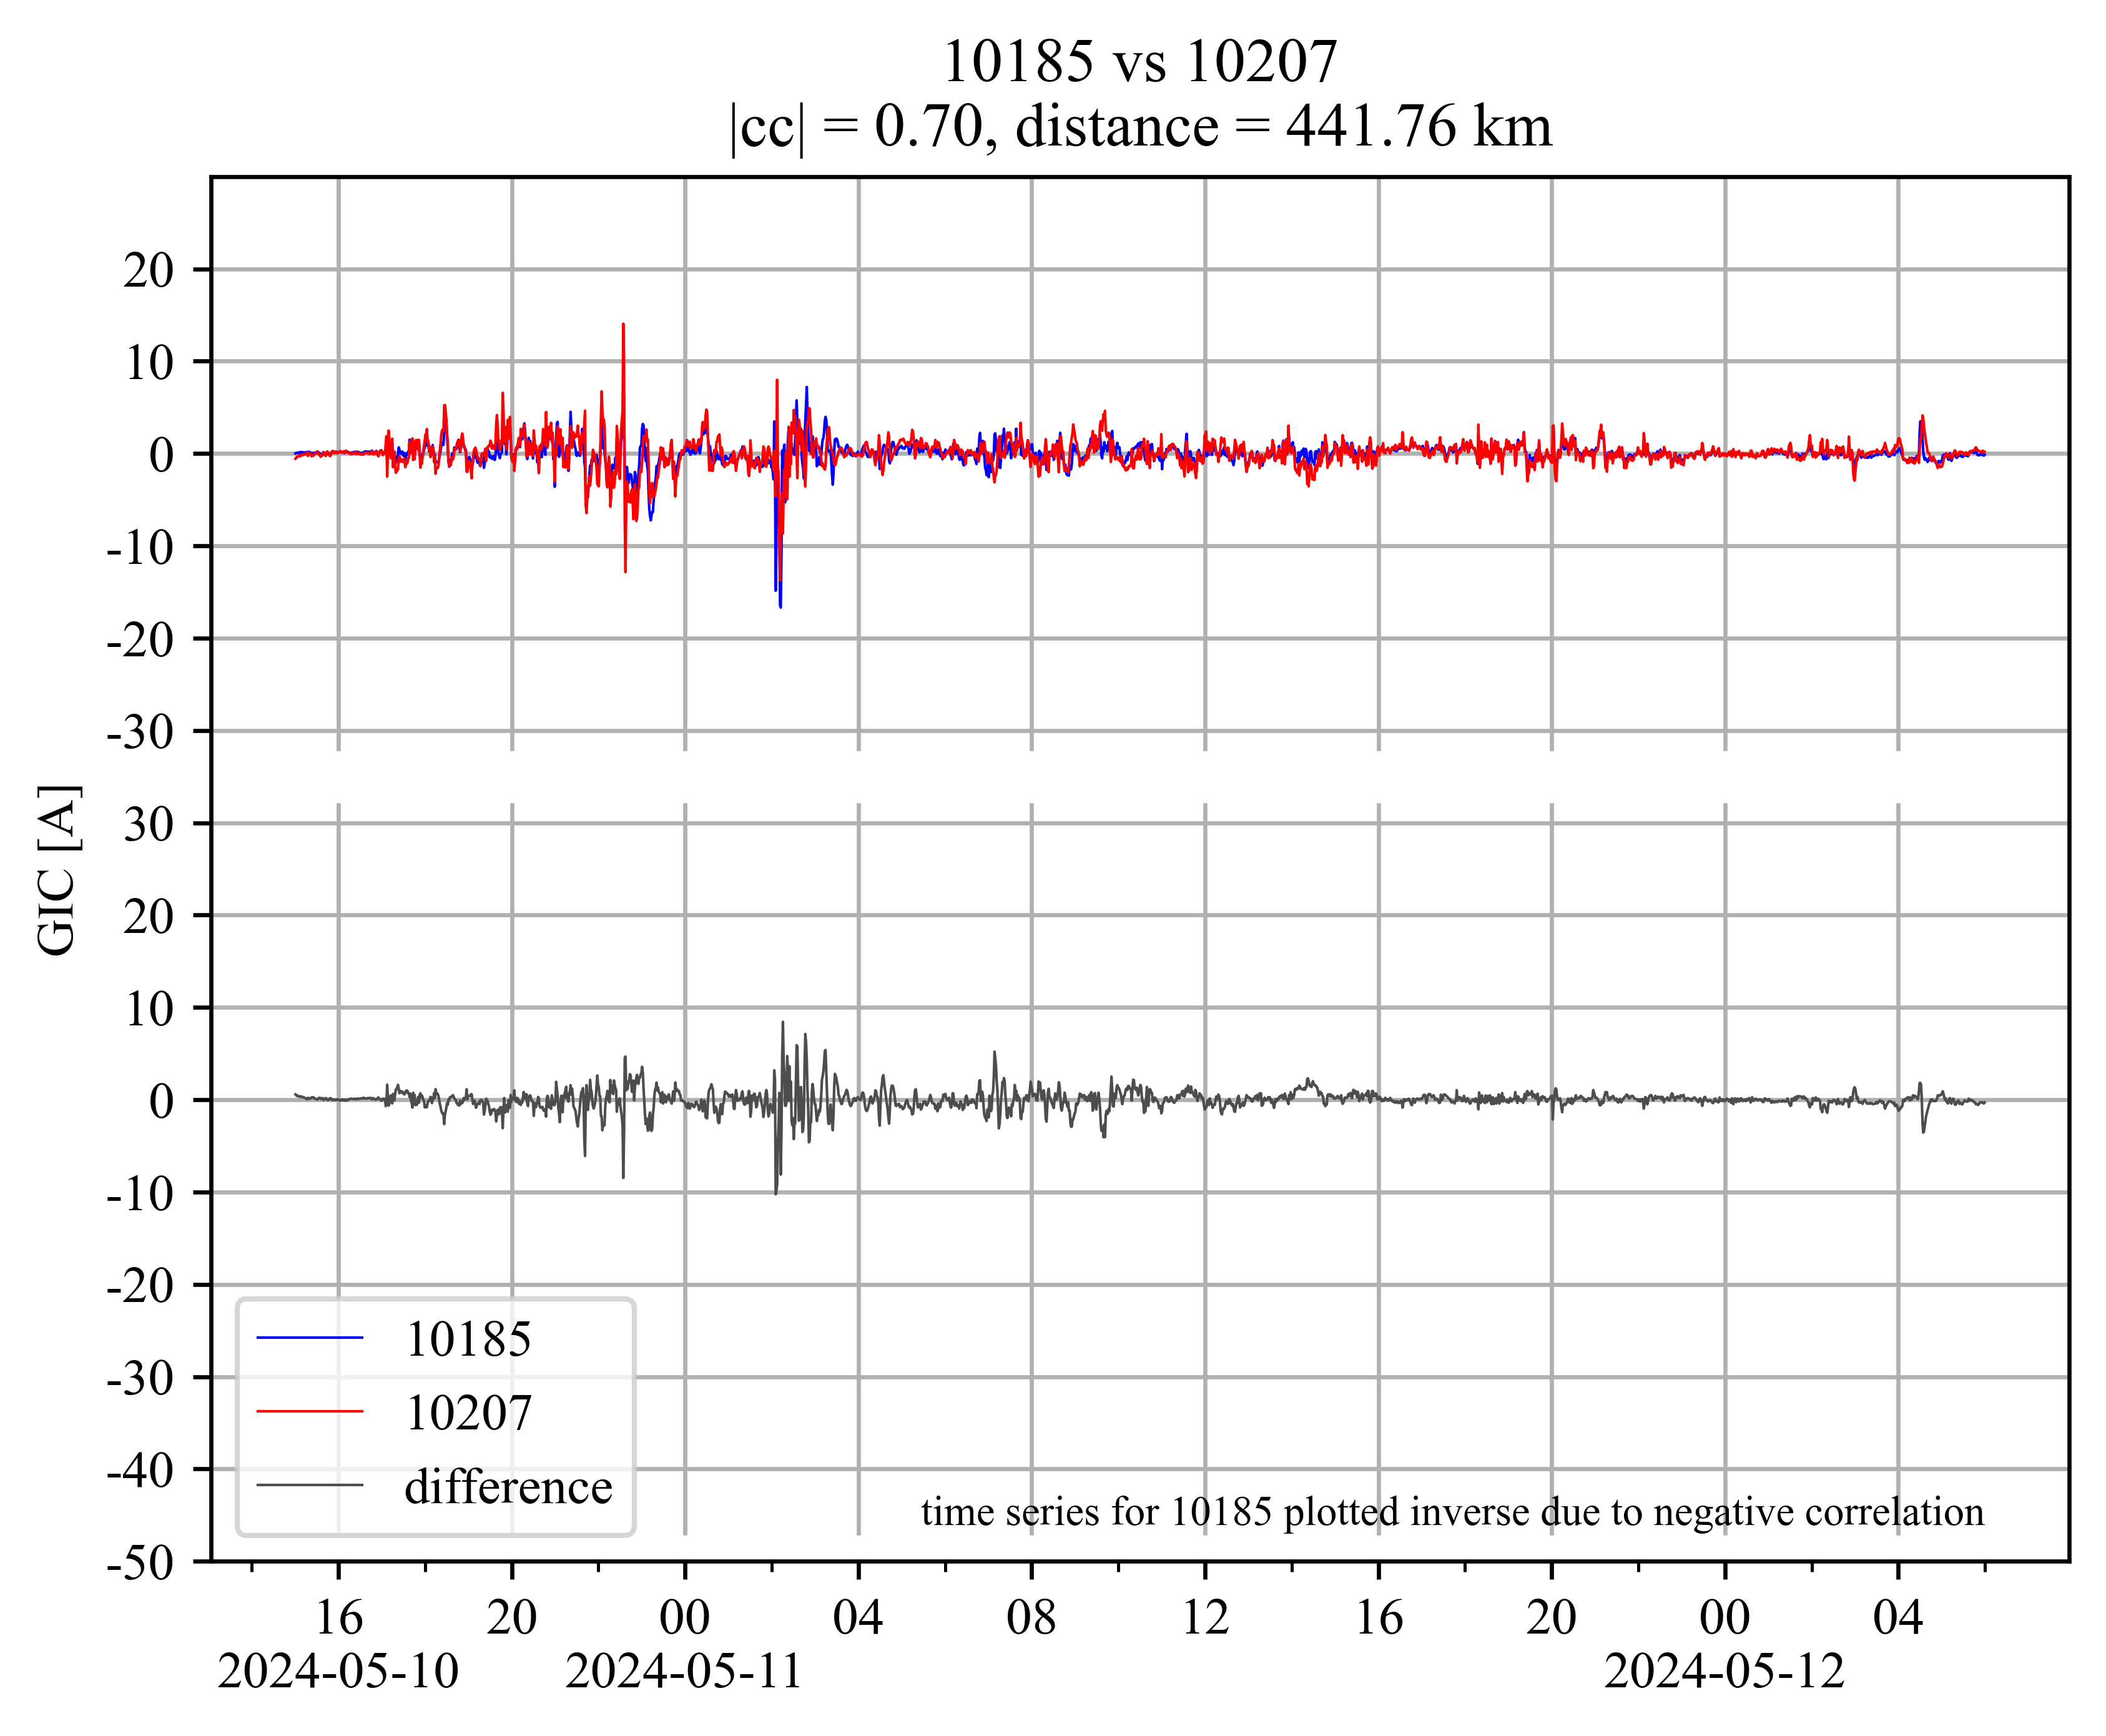 10185 vs 10207
|cc| = 0.70, distance = 441.76 km
20
10
0
-10
-20
-30
30
20
10
0
-10
-20
-30
-40
-50
GIC [A]
10185
10207
difference
time series for 10185 plotted inverse due to negative correlation
16 20 00 04 08 12 16 20 00 04
2024-05-10 2024-05-11 2024-05-12